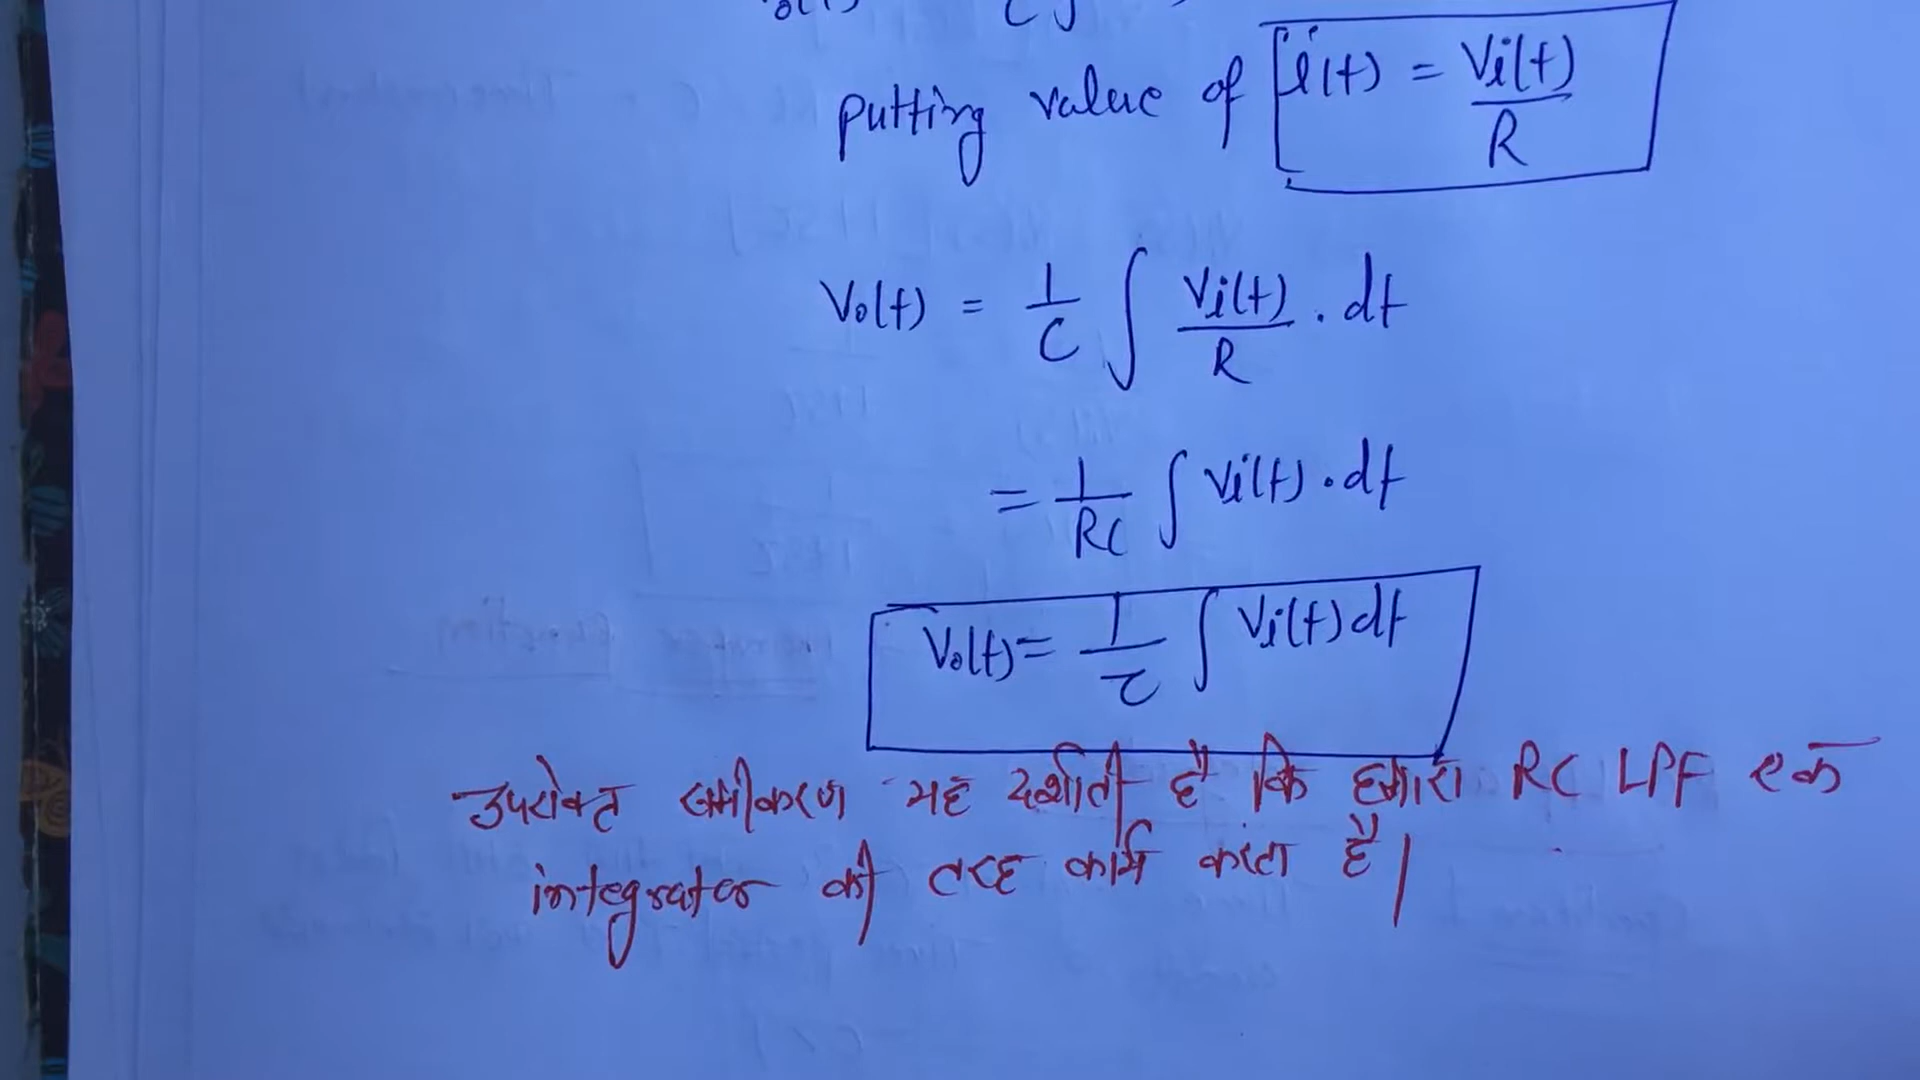 putting value of i(t) = Vi(t)/R
Vo(t) = 1/C ∫ Vi(t)/R . dt
= 1/RC ∫ Vi(t) . dt
Vo(t) = 1/τ ∫ Vi(t) dt
उपरोक्त समीकरण यह दर्शाती है कि हमारा RC LPF एक
integrator की तरह कार्य करता है।